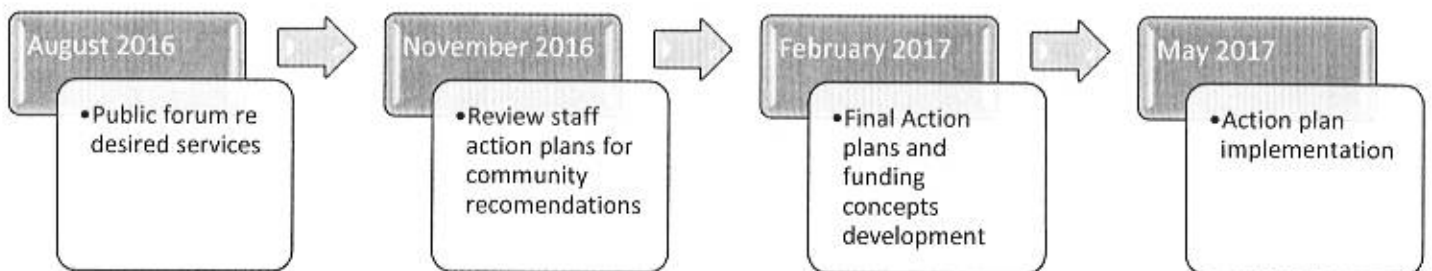 August 2016
•Public forum re
desired services
November 2016
•Review staff
action plans for
community
recomendations
February 2017
•Final Action
plans and
funding
concepts
development
May 2017
•Action plan
implementation